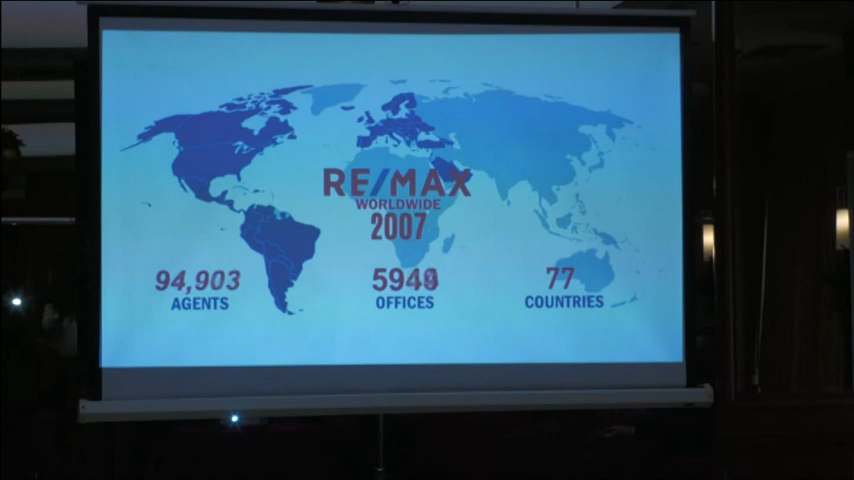 RE/MAX
WORLDWIDE
2007
94,903
AGENTS
OFFICES
77
COUNTRIES